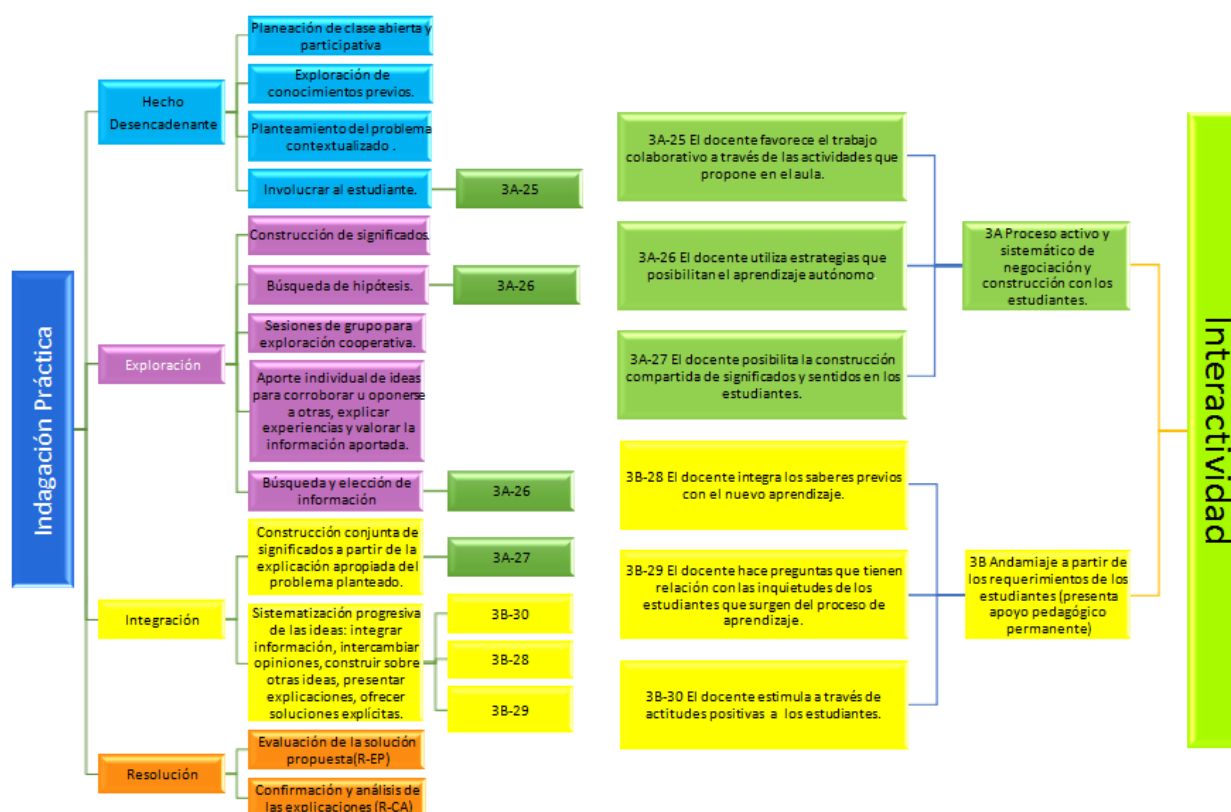 Indagación Práctica
Hecho
Desencadenante
Planeación de clase abierta y
participativa
Exploración de
conocimientos previos.
Planteamiento del problema
contextualizado .
Involucrar al estudiante.
3A-25
Exploración
Construcción de significados.
Búsqueda de hipótesis.
3A-26
Sesiones de grupo para
exploración cooperativa.
Aporte individual de ideas
para corroborar u oponerse
a otras, explicar
experiencias y valorar la
información aportada.
Búsqueda y elección de
información
3A-26
Integración
Construcción conjunta de
significados a partir de la
explicación apropiada del
problema planteado.
3A-27
Sistematización progresiva
de las ideas: integrar
información, intercambiar
opiniones, construir sobre
otras ideas, presentar
explicaciones, ofrecer
soluciones explícitas.
3B-30
3B-28
3B-29
Resolución
Evaluación de la solución
propuesta(R-EP)
Confirmación y análisis de
las explicaciones (R-CA)
3A-25 El docente favorece el trabajo
colaborativo a través de las actividades que
propone en el aula.
3A-26 El docente utiliza estrategias que
posibilitan el aprendizaje autónomo.
3A-27 El docente posibilita la construcción
compartida de significados y sentidos en los
estudiantes.
3A Proceso activo y
sistemático de
negociación y
construcción con los
estudiantes.
3B-28 El docente integra los saberes previos
con el nuevo aprendizaje.
3B-29 El docente hace preguntas que tienen
relación con las inquietudes de los
estudiantes que surgen del proceso de
aprendizaje.
3B-30 El docente estimula a través de
actitudes positivas a los estudiantes.
3B Andamiaje a partir de
los requerimientos de los
estudiantes (presenta
apoyo pedagógico
permanente)
Interactividad